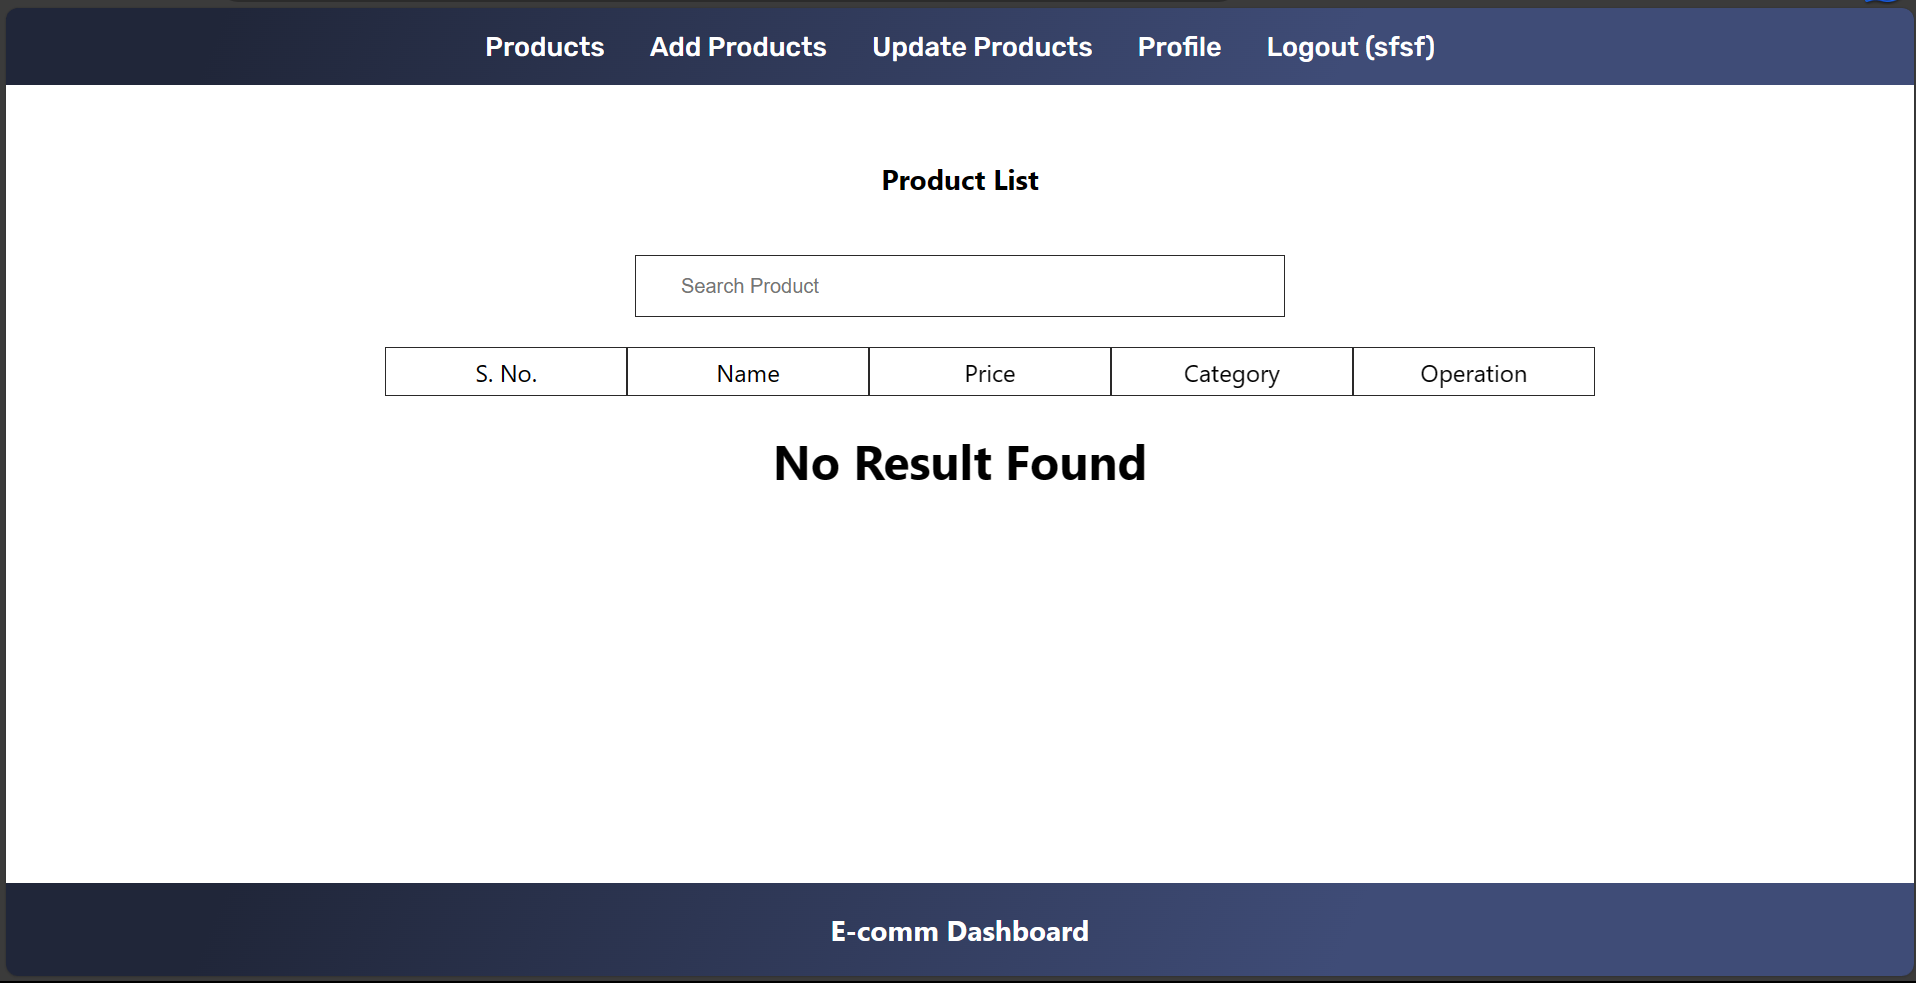 Products Add Products Update Products Profile Logout (sfsf)
Product List
Search Product
S. No. Name Price Category Operation
No Result Found
E-comm Dashboard